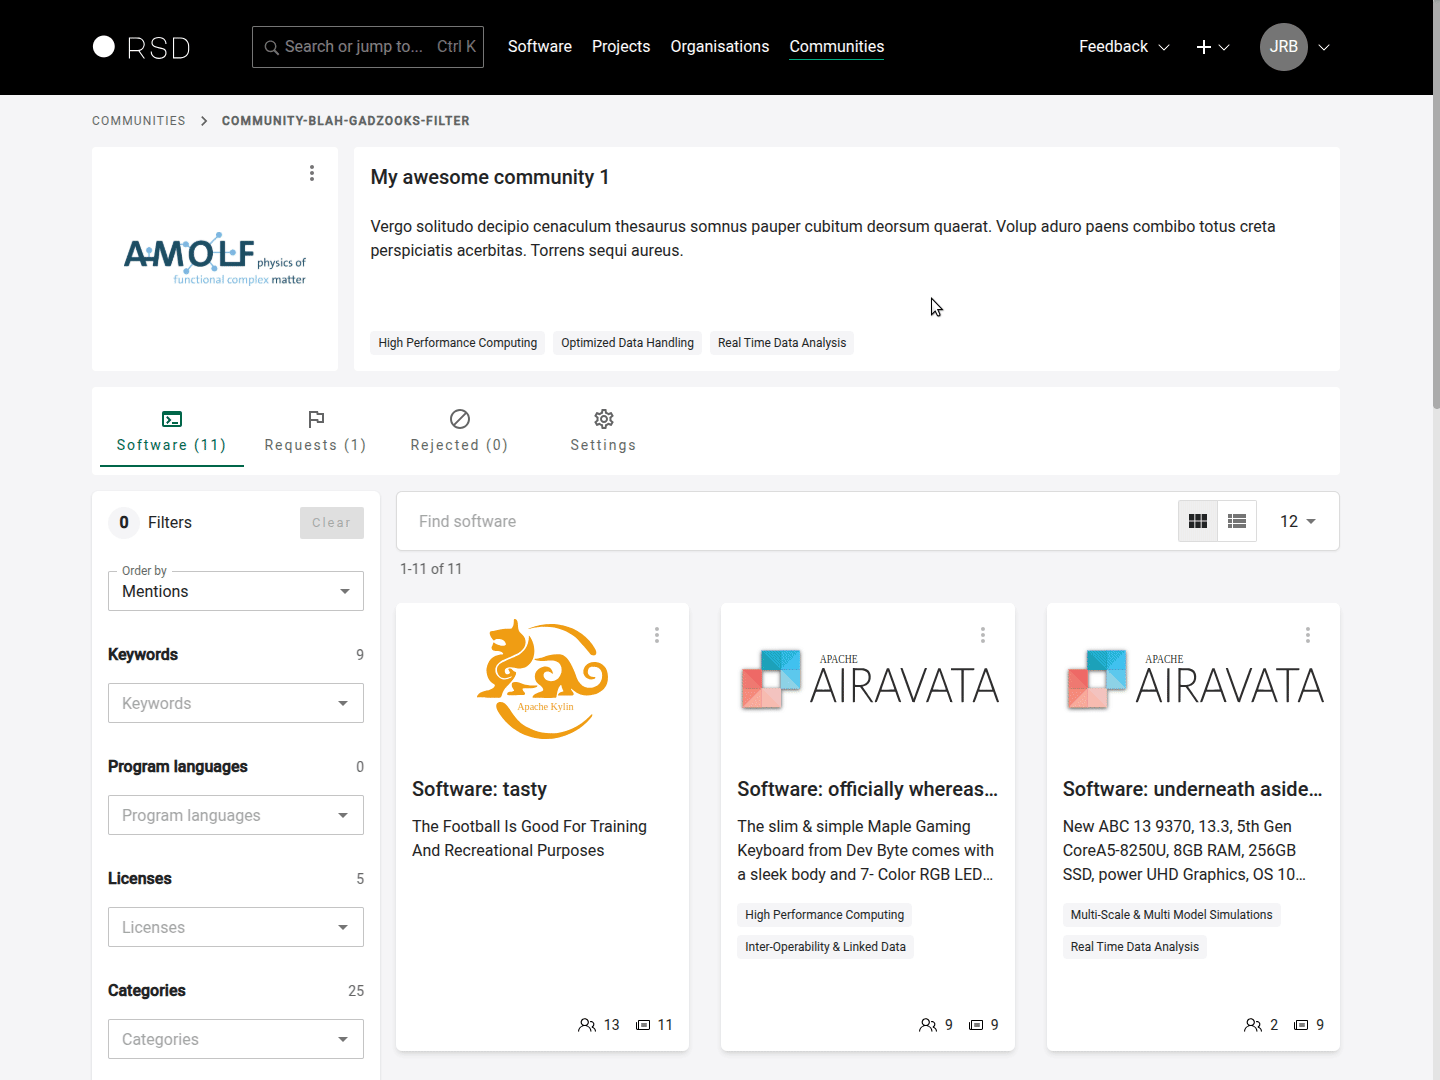 RSD
Search or jump to... Ctrl K
Software Projects Organisations Communities
Feedback
JRB
COMMUNITIES
COMMUNITY-BLAH-GADZOOKS-FILTER
AMOLF
physics of
functional complex matter
My awesome community 1
Vergo solitudo decipio cenaculum thesaurus somnus pauper cubitum deorsum quaerat. Volup aduro paens combibo totus creta
perspiciatis acerbitas. Torrens sequi aureus.
High Performance Computing Optimized Data Handling Real Time Data Analysis
Software (11) Requests (1) Rejected (0) Settings
0 Filters Clear
Order by
Mentions
Keywords 9
Keywords
Program languages 0
Program languages
Licenses 5
Licenses
Categories 25
Categories
Find software
12
1-11 of 11
Apache Kylin
Software: tasty
The Football Is Good For Training
And Recreational Purposes
13 11
APACHE
AIRAVATA
Software: officially whereas...
The slim & simple Maple Gaming
Keyboard from Dev Byte comes with
a sleek body and 7- Color RGB LED...
High Performance Computing
Inter-Operability & Linked Data
9 9
APACHE
AIRAVATA
Software: underneath aside...
New ABC 13 9370, 13.3, 5th Gen
CoreA5-8250U, 8GB RAM, 256GB
SSD, power UHD Graphics, OS 10...
Multi-Scale & Multi Model Simulations
Real Time Data Analysis
2 9